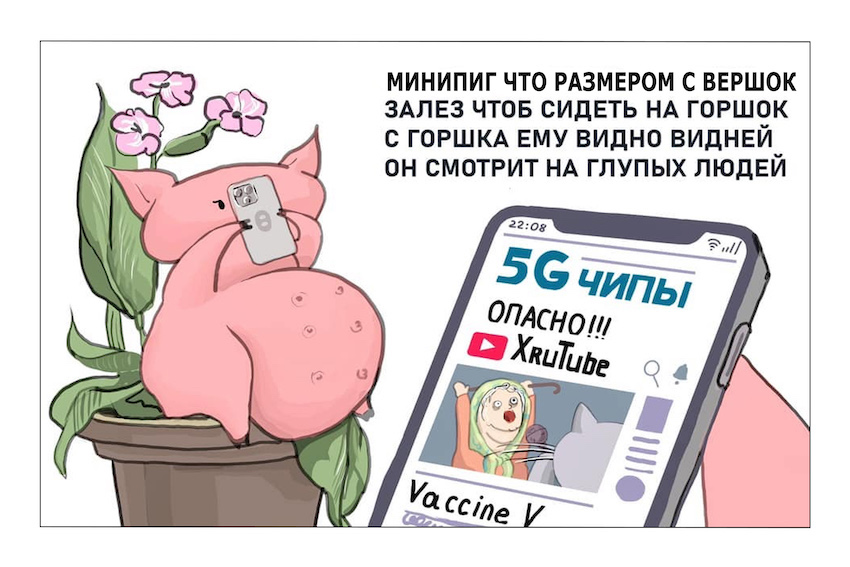 МИНИПИГ ЧТО РАЗМЕРОМ С ВЕРШОК
ЗАЛЕЗ ЧТОБ СИДЕТЬ НА ГОРШОК
С ГОРШКА ЕМУ ВИДНО ВИДНЕЙ
ОН СМОТРИТ НА ГЛУПЫХ ЛЮДЕЙ
22:08
5G ЧИПЫ
ОПАСНО!!!
XRUTUBE
Vaccine V